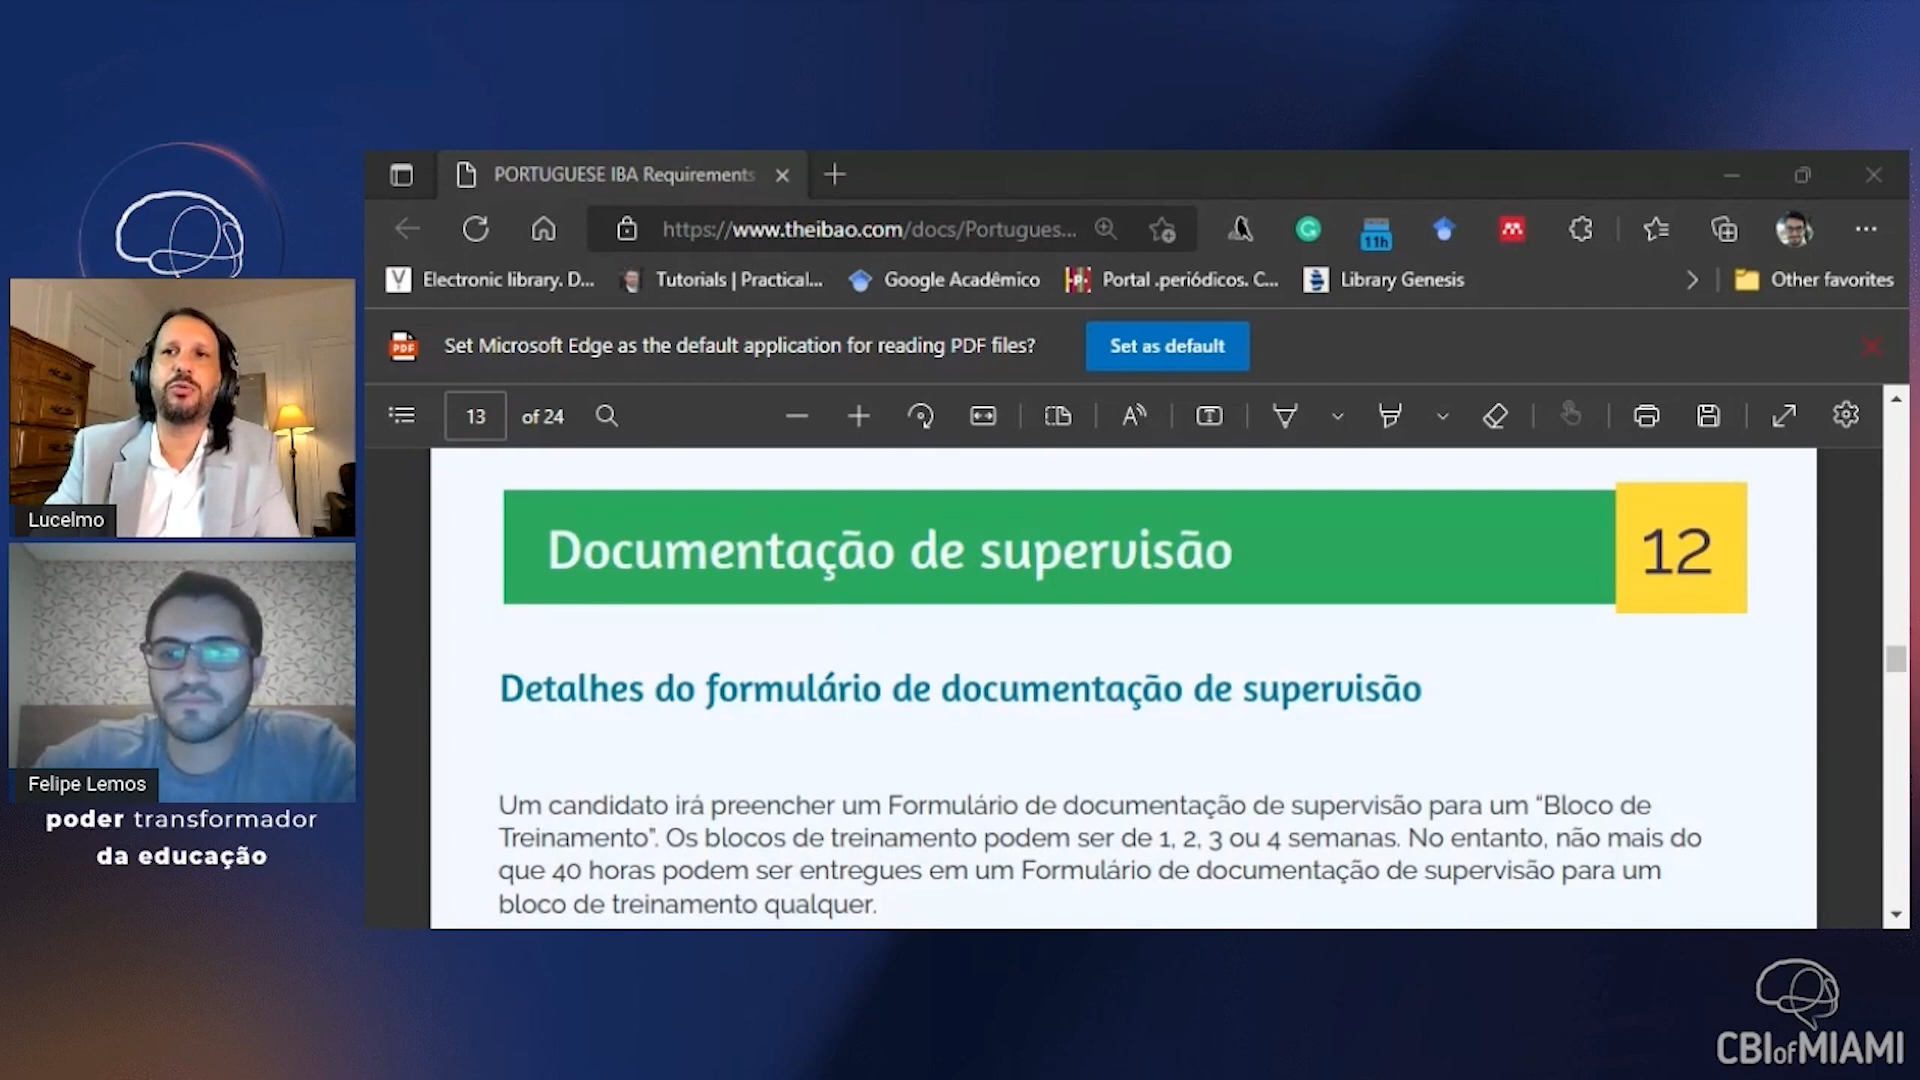 PORTUGUESE IBA Requirements
https://www.theibao.com/docs/Portugues...
11h
Electronic library. D...
Tutorials | Practical...
Google Acadêmico
Portal .periódicos. C...
Library Genesis
Other favorites
PDF
Set Microsoft Edge as the default application for reading PDF files?
Set as default
13 of 24
Documentação de supervisão
12
Detalhes do formulário de documentação de supervisão
Um candidato irá preencher um Formulário de documentação de supervisão para um “Bloco de
Treinamento”. Os blocos de treinamento podem ser de 1, 2, 3 ou 4 semanas. No entanto, não mais do
que 40 horas podem ser entregues em um Formulário de documentação de supervisão para um
bloco de treinamento qualquer.
Lucelmo
Felipe Lemos
poder transformador
da educação
CBIofMIAMI